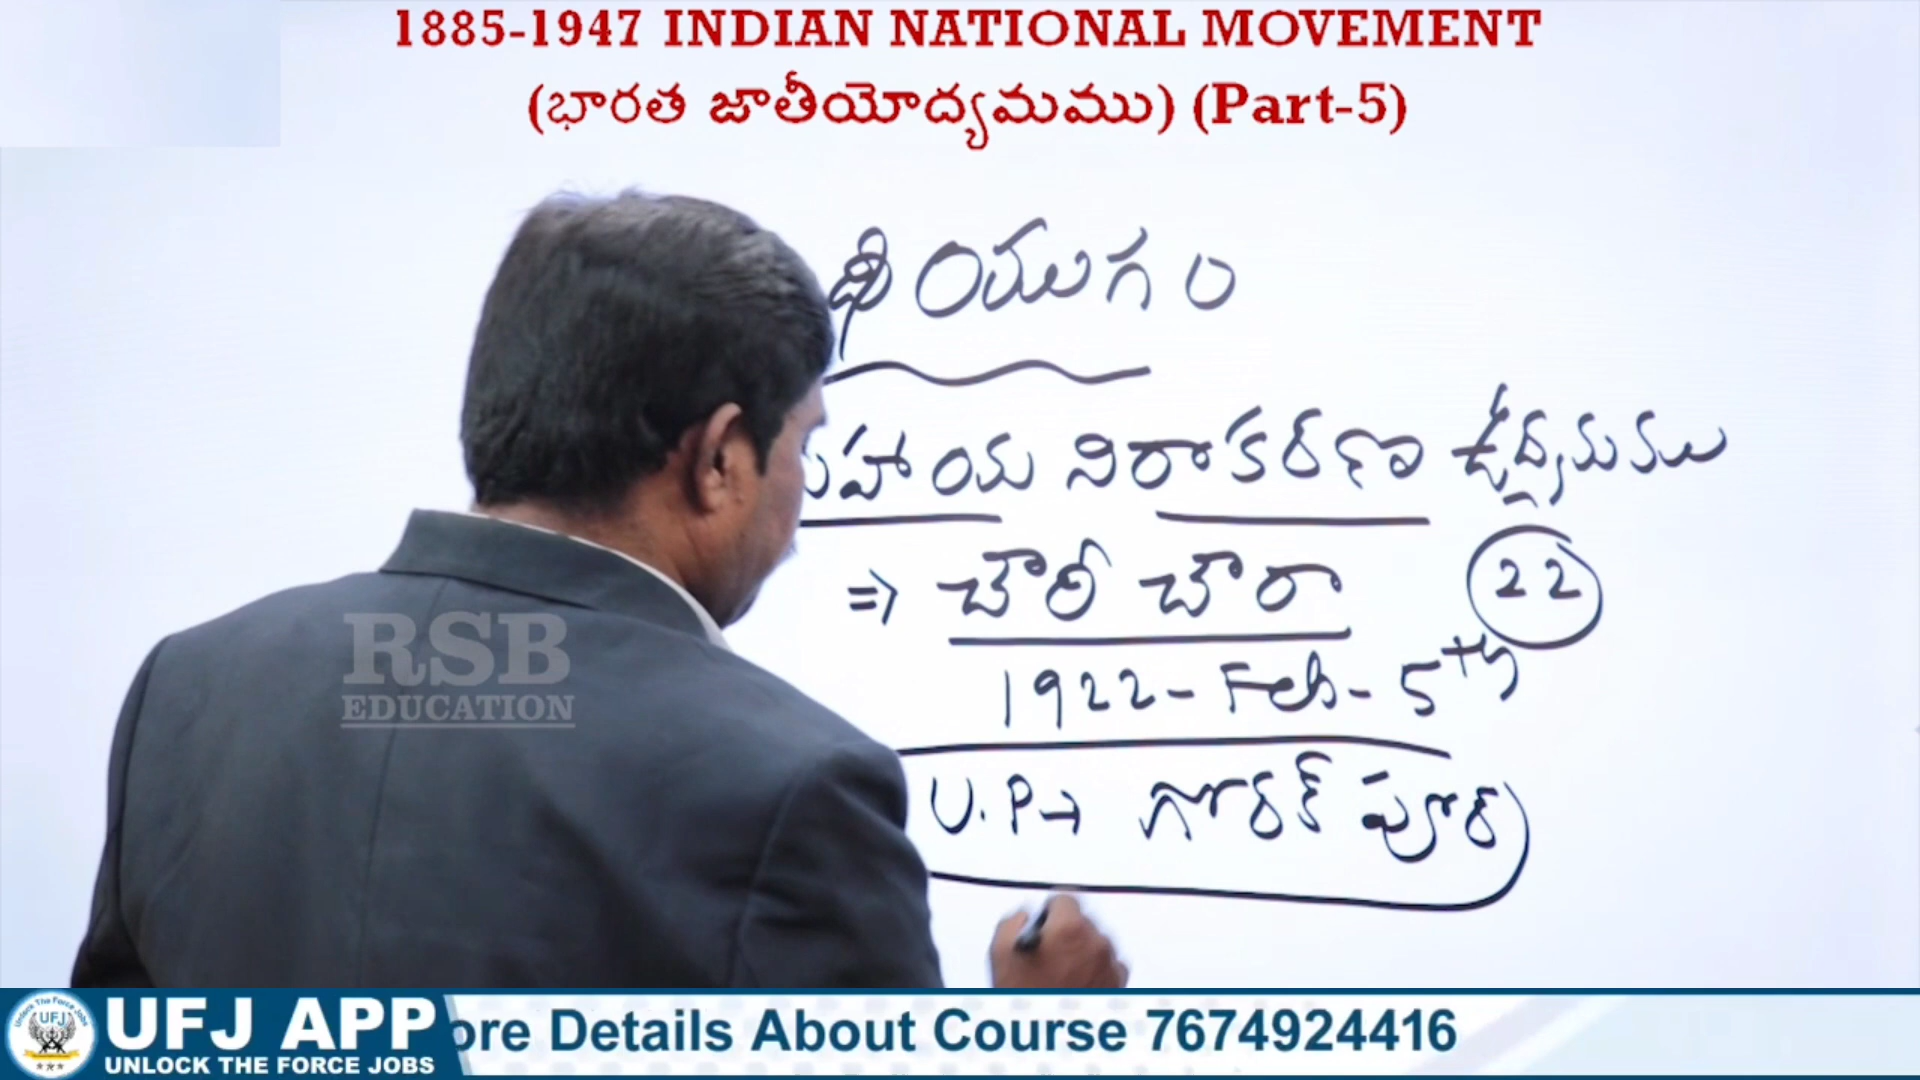 1885-1947 INDIAN NATIONAL MOVEMENT
(భారత జాతీయోద్యమము) (Part-5)
ధీ యుగం
హాయ నిరాకరణ ఉద్యమము
⇒ చౌరీ చౌరా
22
1922 - Feb - 5th
U.P→ గోరక్ పూర్
RSB
EDUCATION
UFJ
UFJ APP
UNLOCK THE FORCE JOBS
ore Details About Course 7674924416